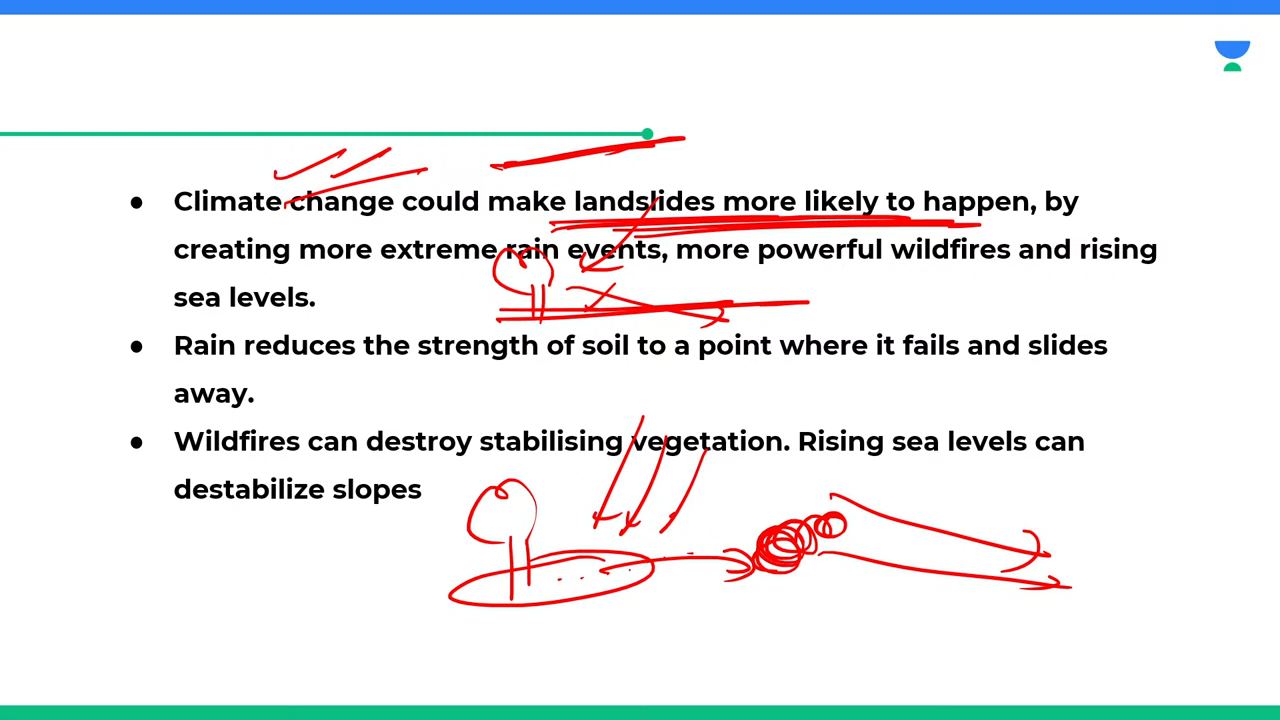 ● Climate change could make landslides more likely to happen, by
creating more extreme rain events, more powerful wildfires and rising
sea levels.
● Rain reduces the strength of soil to a point where it fails and slides
away.
● Wildfires can destroy stabilising vegetation. Rising sea levels can
destabilize slopes